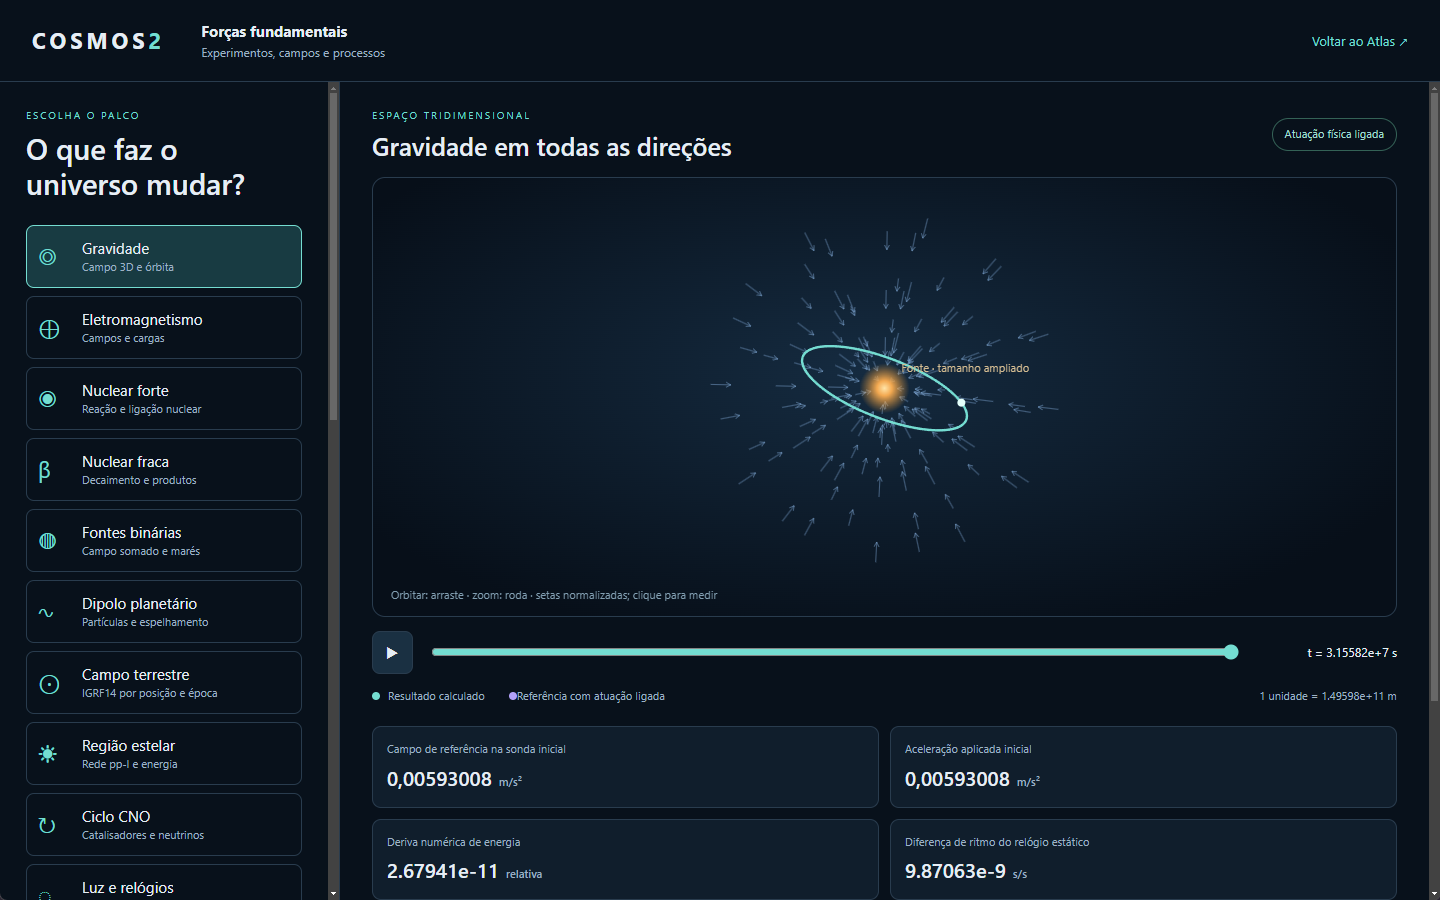 COSMOS2
Forças fundamentais
Experimentos, campos e processos
Voltar ao Atlas ↗
ESCOLHA O PALCO
O que faz o
universo mudar?
Gravidade
Campo 3D e órbita
Eletromagnetismo
Campos e cargas
Nuclear forte
Reação e ligação nuclear
β
Nuclear fraca
Decaimento e produtos
Fontes binárias
Campo somado e marés
Dipolo planetário
Partículas e espelhamento
Campo terrestre
IGRF14 por posição e época
Região estelar
Rede pp-I e energia
Ciclo CNO
Catalisadores e neutrinos
Luz e relógios
ESPAÇO TRIDIMENSIONAL
Gravidade em todas as direções
Atuação física ligada
Fonte · tamanho ampliado
Orbitar: arraste · zoom: roda · setas normalizadas; clique para medir
t = 3.15582e+7 s
Resultado calculado
Referência com atuação ligada
1 unidade = 1.49598e+11 m
Campo de referência na sonda inicial
0,00593008 m/s²
Aceleração aplicada inicial
0,00593008 m/s²
Deriva numérica de energia
2.67941e-11 relativa
Diferença de ritmo do relógio estático
9.87063e-9 s/s